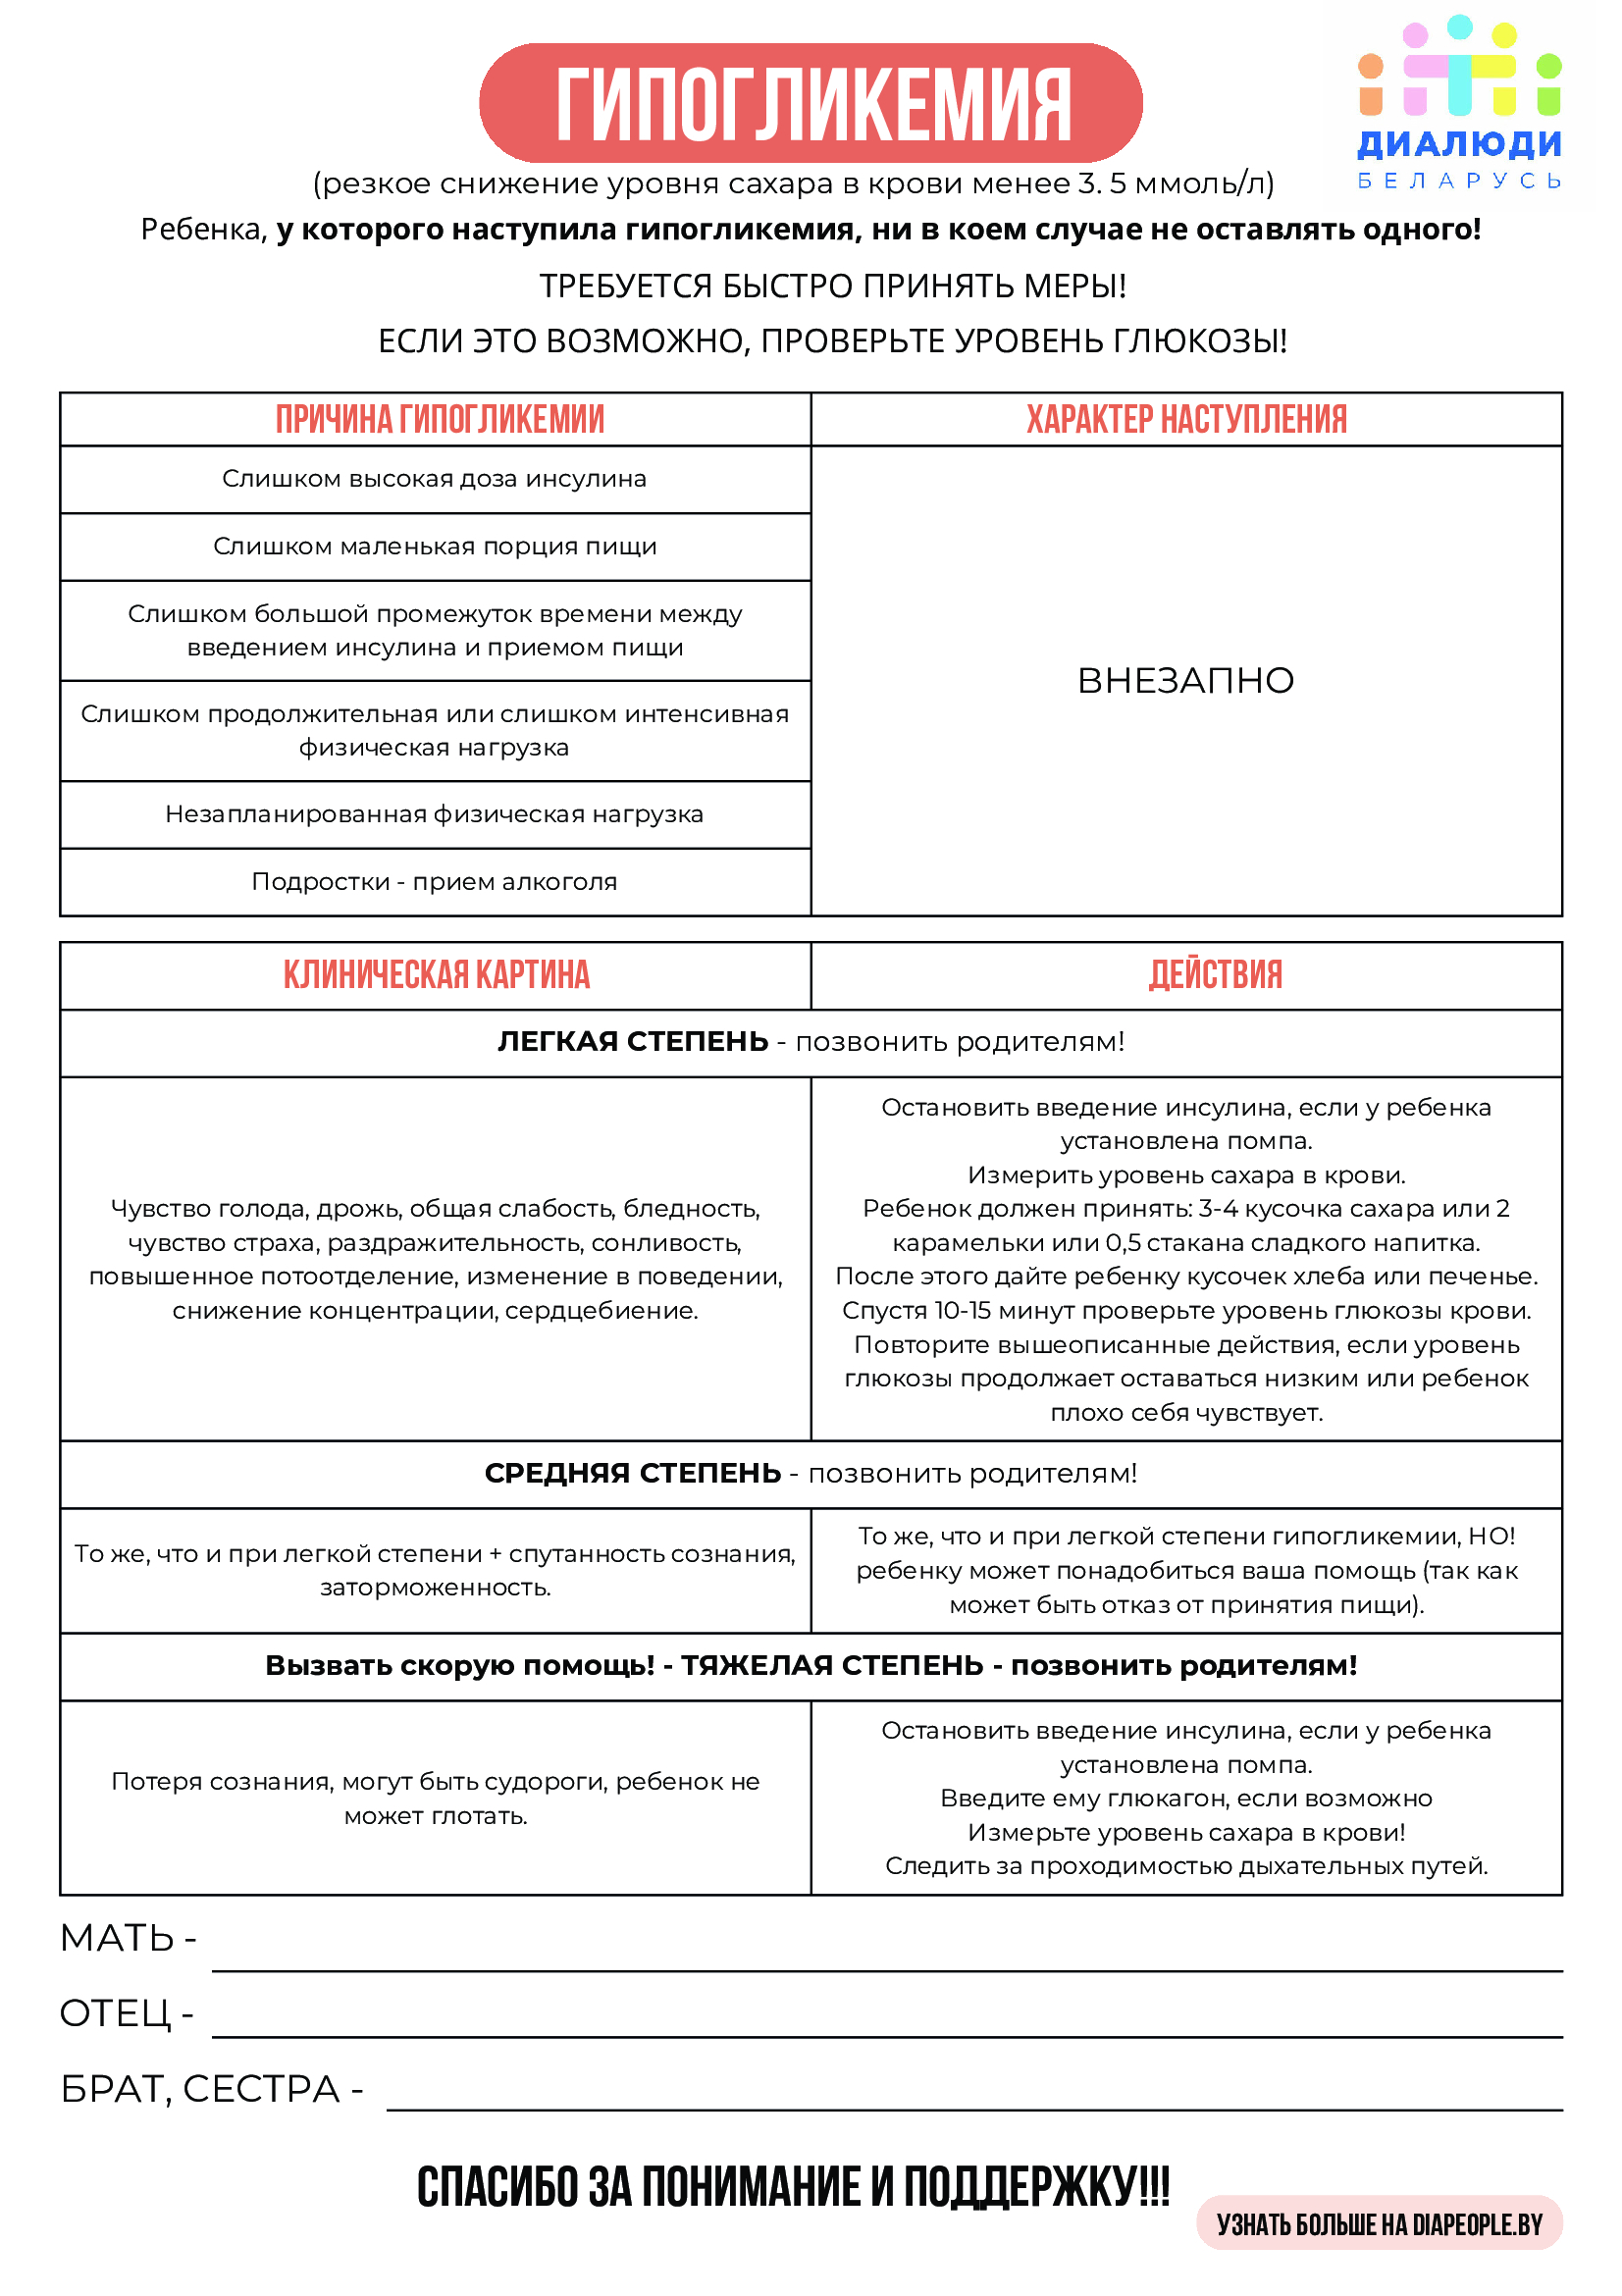 ГИПОГЛИКЕМИЯ
ДИАЛЮДИ
БЕЛАРУСЬ
(резкое снижение уровня сахара в крови менее 3. 5 ммоль/л)
Ребенка, у которого наступила гипогликемия, ни в коем случае не оставлять одного!
ТРЕБУЕТСЯ БЫСТРО ПРИНЯТЬ МЕРЫ!
ЕСЛИ ЭТО ВОЗМОЖНО, ПРОВЕРЬТЕ УРОВЕНЬ ГЛЮКОЗЫ!
ПРИЧИНА ГИПОГЛИКЕМИИ
ХАРАКТЕР НАСТУПЛЕНИЯ
Слишком высокая доза инсулина
Слишком маленькая порция пищи
Слишком большой промежуток времени между
введением инсулина и приемом пищи
Слишком продолжительная или слишком интенсивная
физическая нагрузка
Незапланированная физическая нагрузка
Подростки - прием алкоголя
ВНЕЗАПНО
КЛИНИЧЕСКАЯ КАРТИНА
ДЕЙСТВИЯ
ЛЕГКАЯ СТЕПЕНЬ - позвонить родителям!
Чувство голода, дрожь, общая слабость, бледность,
чувство страха, раздражительность, сонливость,
повышенное потоотделение, изменение в поведении,
снижение концентрации, сердцебиение.
Остановить введение инсулина, если у ребенка
установлена помпа.
Измерить уровень сахара в крови.
Ребенок должен принять: 3-4 кусочка сахара или 2
карамельки или 0,5 стакана сладкого напитка.
После этого дайте ребенку кусочек хлеба или печенье.
Спустя 10-15 минут проверьте уровень глюкозы крови.
Повторите вышеописанные действия, если уровень
глюкозы продолжает оставаться низким или ребенок
плохо себя чувствует.
СРЕДНЯЯ СТЕПЕНЬ - позвонить родителям!
То же, что и при легкой степени + спутанность сознания,
заторможенность.
То же, что и при легкой степени гипогликемии, НО!
ребенку может понадобиться ваша помощь (так как
может быть отказ от принятия пищи).
Вызвать скорую помощь! - ТЯЖЕЛАЯ СТЕПЕНЬ - позвонить родителям!
Потеря сознания, могут быть судороги, ребенок не
может глотать.
Остановить введение инсулина, если у ребенка
установлена помпа.
Введите ему глюкагон, если возможно
Измерьте уровень сахара в крови!
Следить за проходимостью дыхательных путей.
МАТЬ -
ОТЕЦ -
БРАТ, СЕСТРА -
СПАСИБО ЗА ПОНИМАНИЕ И ПОДДЕРЖКУ!!!
УЗНАТЬ БОЛЬШЕ НА DIAPEOPLE.BY